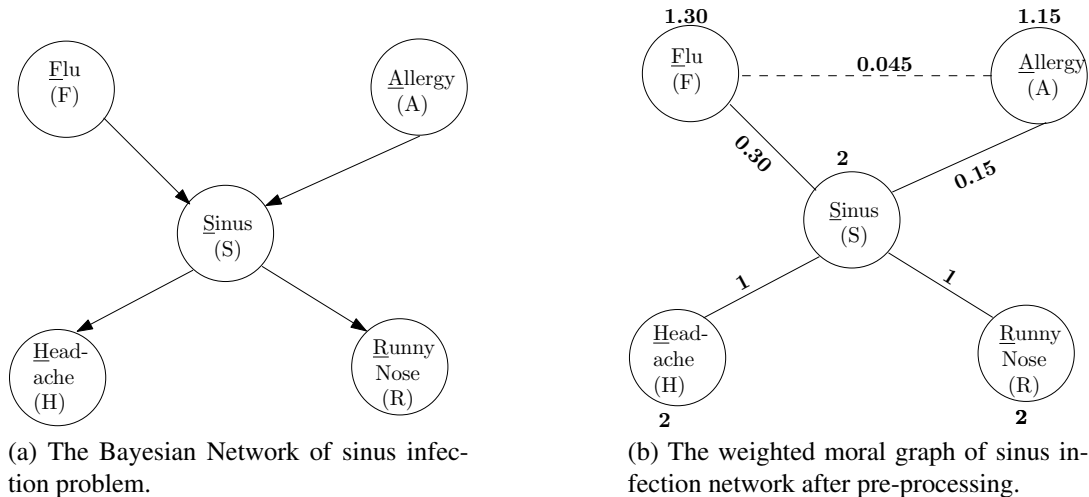 Flu
(F)
Allergy
(A)
Sinus
(S)
Head-
ache
(H)
Runny
Nose
(R)
(a) The Bayesian Network of sinus infec-
tion problem.
1.30
1.15
Flu
(F)
0.045
Allergy
(A)
0.30
2
0.15
Sinus
(S)
1
1
Head-
ache
(H)
2
Runny
Nose
(R)
2
(b) The weighted moral graph of sinus in-
fection network after pre-processing.